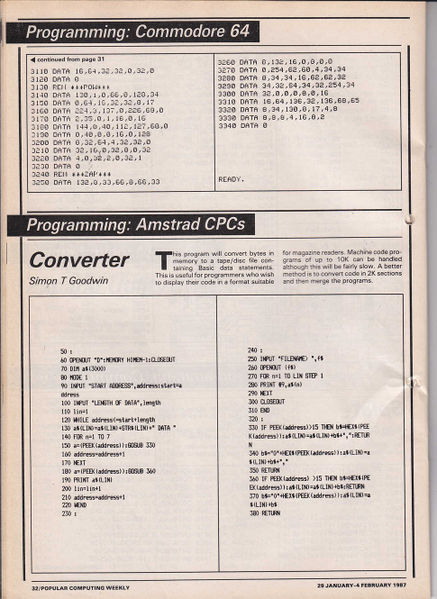 Programming: Commodore 64
◄ continued from page 31
3110 DATA 16,64,32,32,0,32,0
3120 DATA 0
3130 REM ***POW***
3140 DATA 130,1,0,66,0,128,34
3150 DATA 0,64,16,32,32,8,17
3160 DATA 224,3,137,0,226,68,0
3170 DATA 2,35,0,1,16,0,16
3180 DATA 144,0,40,112,127,68,0
3190 DATA 0,40,0,0,16,0,128
3200 DATA 8,32,64,4,32,32,0
3210 DATA 32,16,0,32,8,0,32
3220 DATA 4,0,32,2,0,32,1
3230 DATA 0
3240 REM ***ZAP***
3250 DATA 132,8,33,66,8,66,33
3260 DATA 0,132,16,0,8,0,0
3270 DATA 0,254,62,60,4,34,34
3280 DATA 0,34,34,16,62,62,32
3290 DATA 34,32,64,34,32,254,34
3300 DATA 32,0,0,0,0,0,16
3310 DATA 16,64,136,32,136,68,65
3320 DATA 8,34,130,64,8,17,4,8
3330 DATA 8,8,8,4,16,8,2
3340 DATA 0
READY.
Programming: Amstrad CPCs
Converter
Simon T Goodwin
This program will convert bytes in
memory to a tape/disc file con-
taining Basic data statements.
This is useful for programmers who wish
to display their code in a format suitable
for magazine readers. Machine code pro-
grams of up to 10K can be handled
although this will be fairly slow. A better
method is to convert code in 2K sections
and then merge the programs.
50 :
60 OPENOUT "D":MEMORY HIMEM-1:CLOSEOUT
70 DIM a$(3000)
80 MODE 1
90 INPUT "START ADDRESS",address:start=a
ddress
100 INPUT "LENGTH OF DATA",length
110 lin=1
120 WHILE address<=start+length
130 a$(LIN)=a$(LIN)+STR$(LIN)+" DATA "
140 FOR n=1 TO 7
150 a=(PEEK(address)):GOSUB 330
160 address=address+1
170 NEXT
180 a=(PEEK(address)):GOSUB 360
190 PRINT a$(LIN)
200 lin=lin+1
210 address=address+1
220 WEND
230 :
240 :
250 INPUT "FILENAME) ",f$
260 OPENOUT (f$)
270 FOR n=1 TO LIN STEP 1
280 PRINT #9,a$(n)
290 NEXT
300 CLOSEOUT
310 END
320 :
330 IF PEEK(address)>15 THEN b$=HEX$(PEE
K(address)):a$(LIN)=a$(LIN)+b$+",":RETUR
N
340 b$="0"+HEX$(PEEK(address)):a$(LIN)=a
$(LIN)+b$+","
350 RETURN
360 IF PEEK(address) >15 THEN b$=HEX$(PE
EK(address)):a$(LIN)=a$(LIN)+b$:RETURN
370 b$="0"+HEX$(PEEK(address)):a$(LIN)=a
$(LIN)+b$
380 RETURN
32/POPULAR COMPUTING WEEKLY
29 JANUARY-4 FEBRUARY 1987